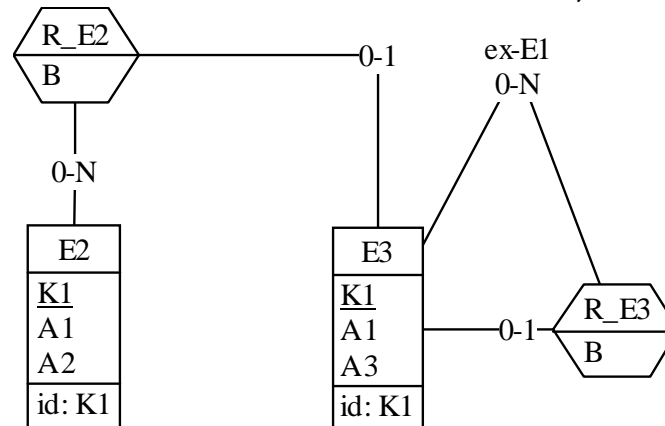 R_E2
B
0-1
ex-E1
0-N
0-N
E2
K1
A1
A2
id: K1
E3
K1
A1
A3
id: K1
0-1
R_E3
B